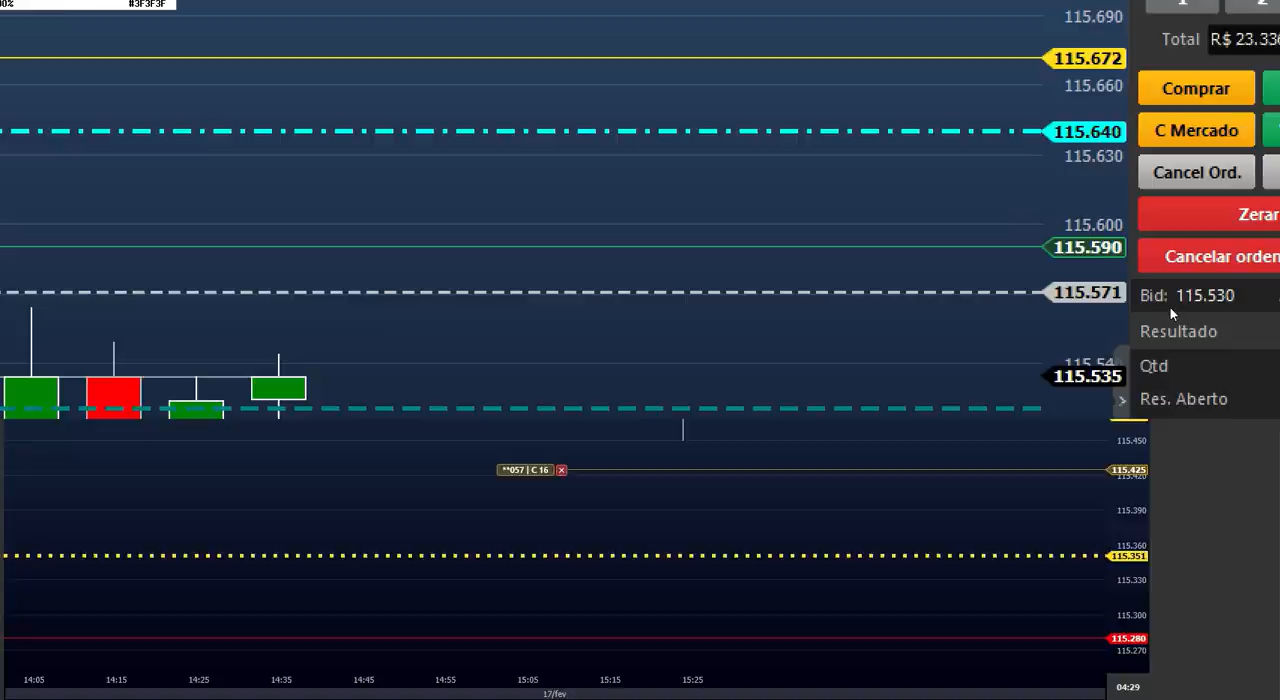 #3F3F3F
115.690
Total R$ 23.336
115.672
115.660
Comprar
115.640
C Mercado
115.630
Cancel Ord.
115.600
Zerar
115.590
Cancelar orden
115.571
Bid: 115.530
Resultado
115.540
115.535
Qtd
Res. Aberto
115.450
**057 | C 16
115.425
115.420
115.390
115.360
115.351
115.330
115.300
115.280
115.270
14:05 14:15 14:25 14:35 14:45 14:55 15:05 15:15 15:25
17/fev
04:29